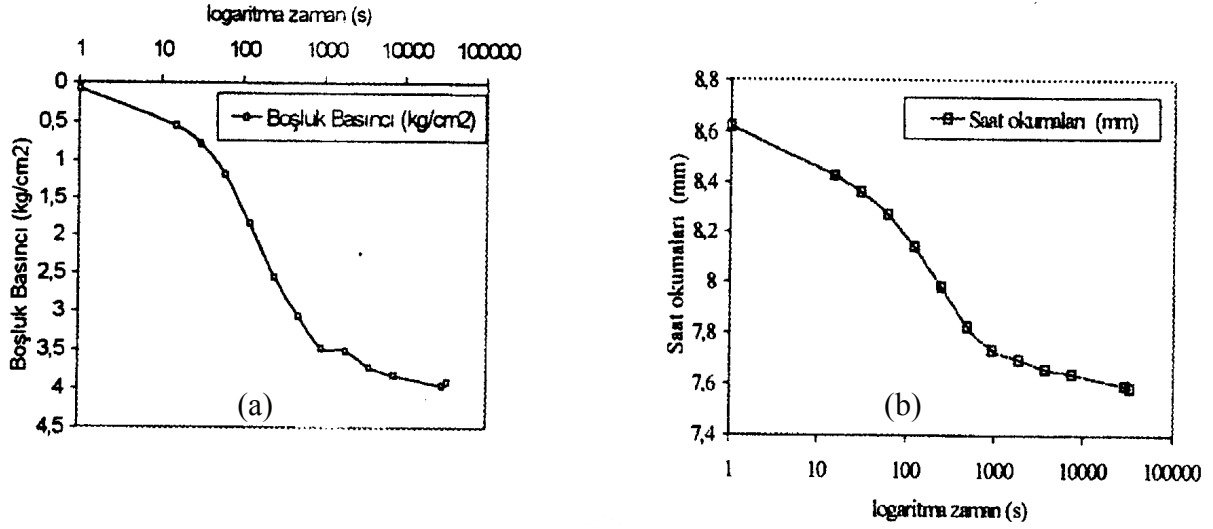 logaritma zaman (s)
1 10 100 1000 10000 100000
0
0,5
1
1,5
2
2,5
3
3,5
4
4,5
Boşluk Basıncı (kg/cm2)
Boşluk Basıncı (kg/cm2)
(a)
8,8
8,6
8,4
8,2
8
7,8
7,6
7,4
Saat okumaları (mm)
Saat okumaları (mm)
(b)
1 10 100 1000 10000 100000
logaritma zaman (s)